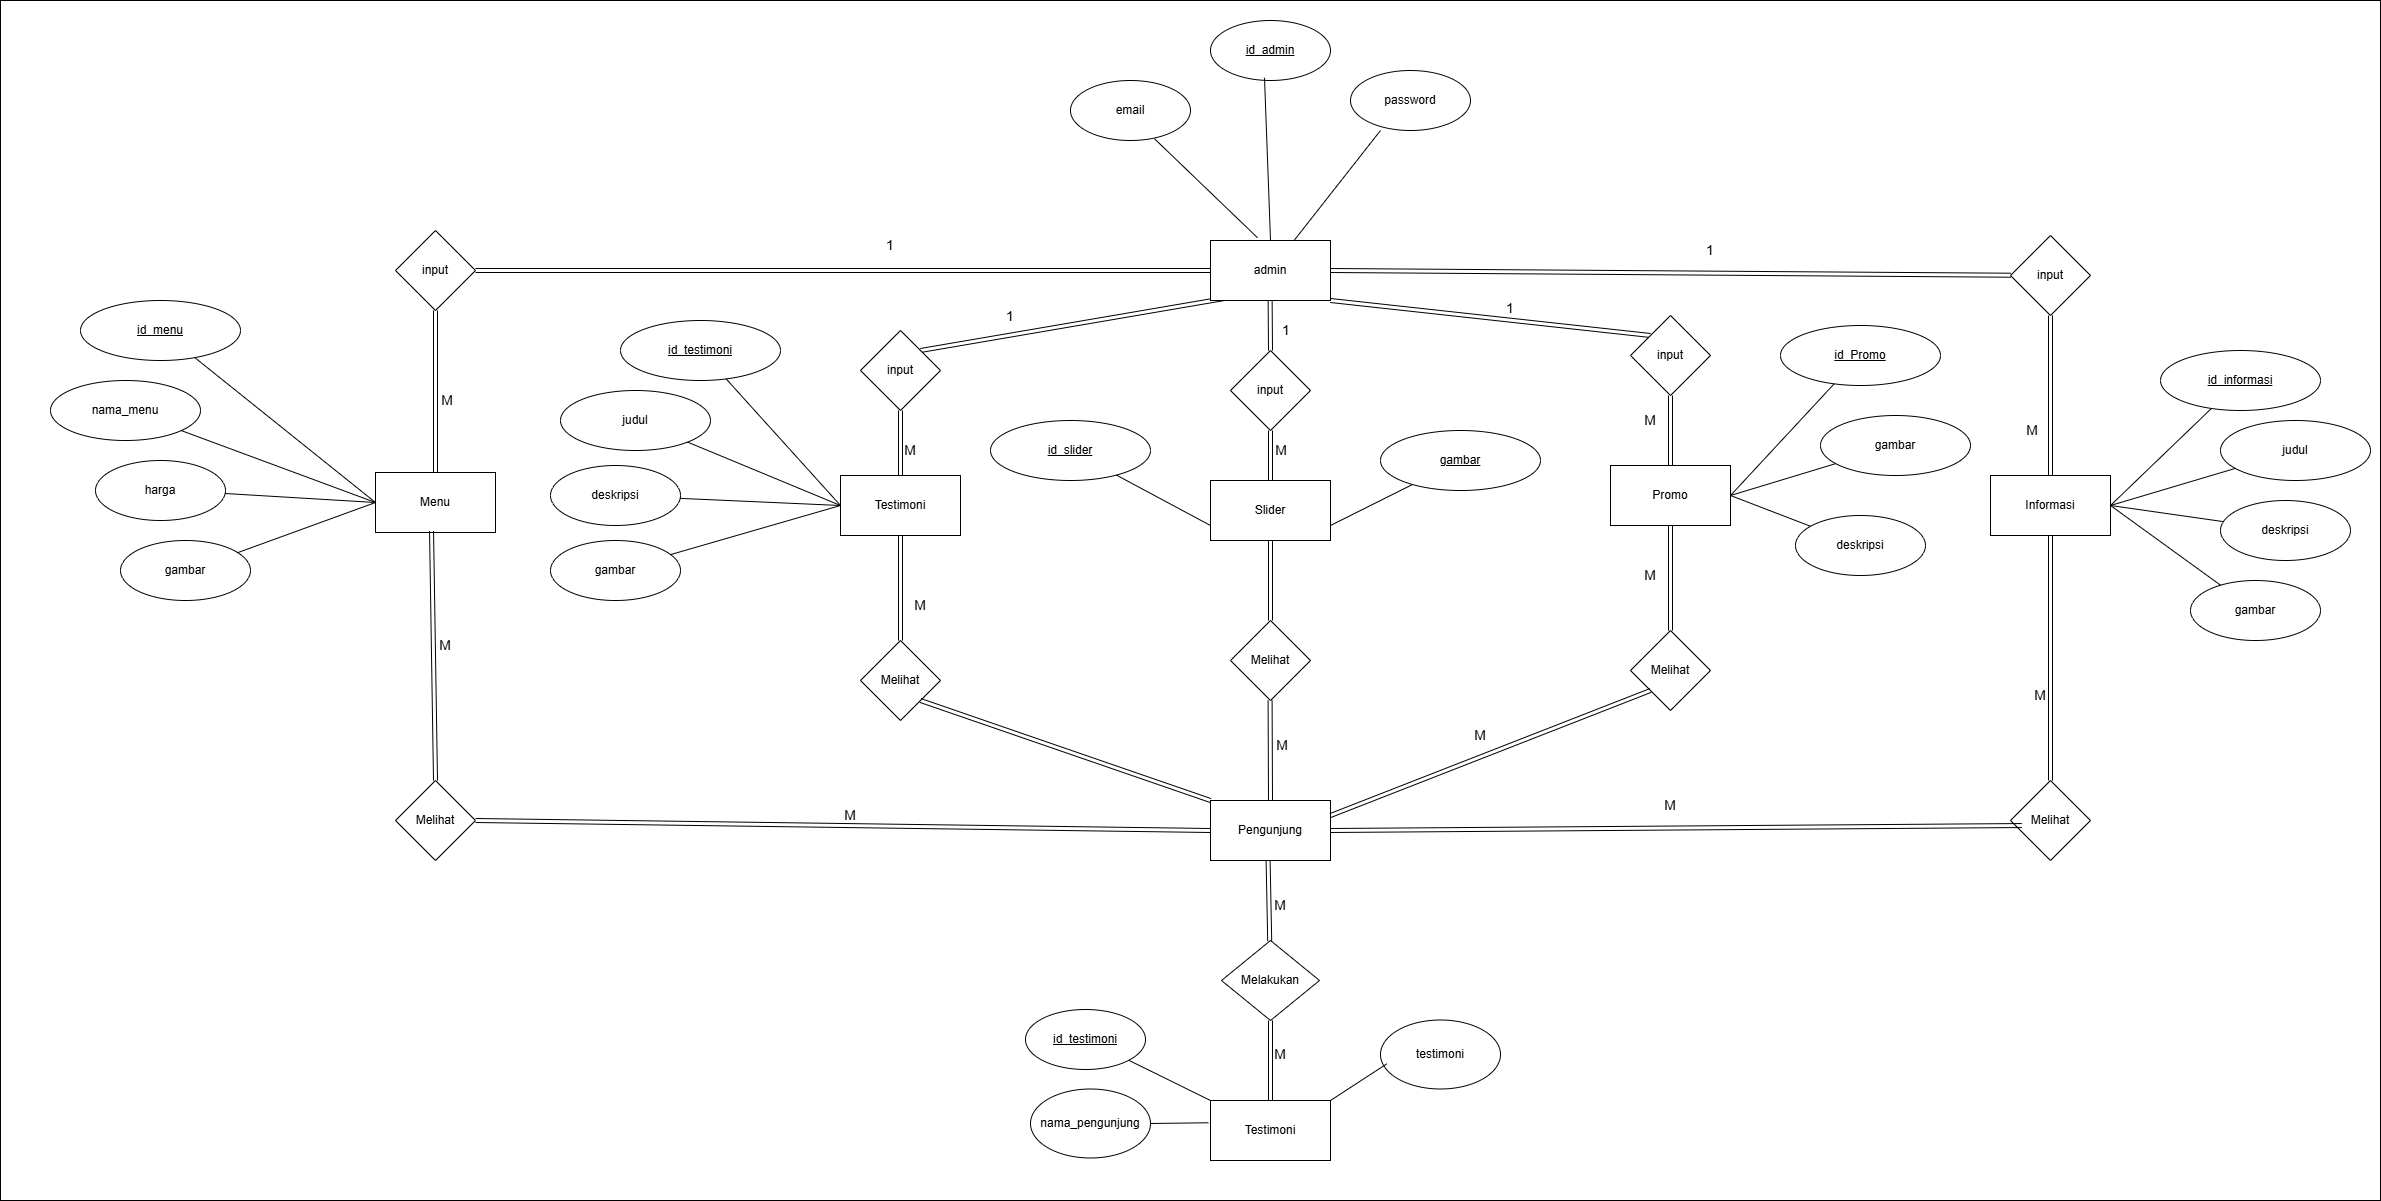 id_admin
email
password
1
1
input
admin
input
1
1
1
id_menu
id_testimoni
input
input
input
id_Promo
id_informasi
nama_menu
M
judul
M
id_slider
M
gambar
M
gambar
M
judul
harga
Menu
deskripsi
Testimoni
Slider
Promo
Informasi
deskripsi
deskripsi
gambar
gambar
M
M
gambar
M
Melihat
Melihat
Melihat
M
M
M
M
M
M
Melihat
Pengunjung
Melihat
M
Melakukan
id_testimoni
M
testimoni
nama_pengunjung
Testimoni